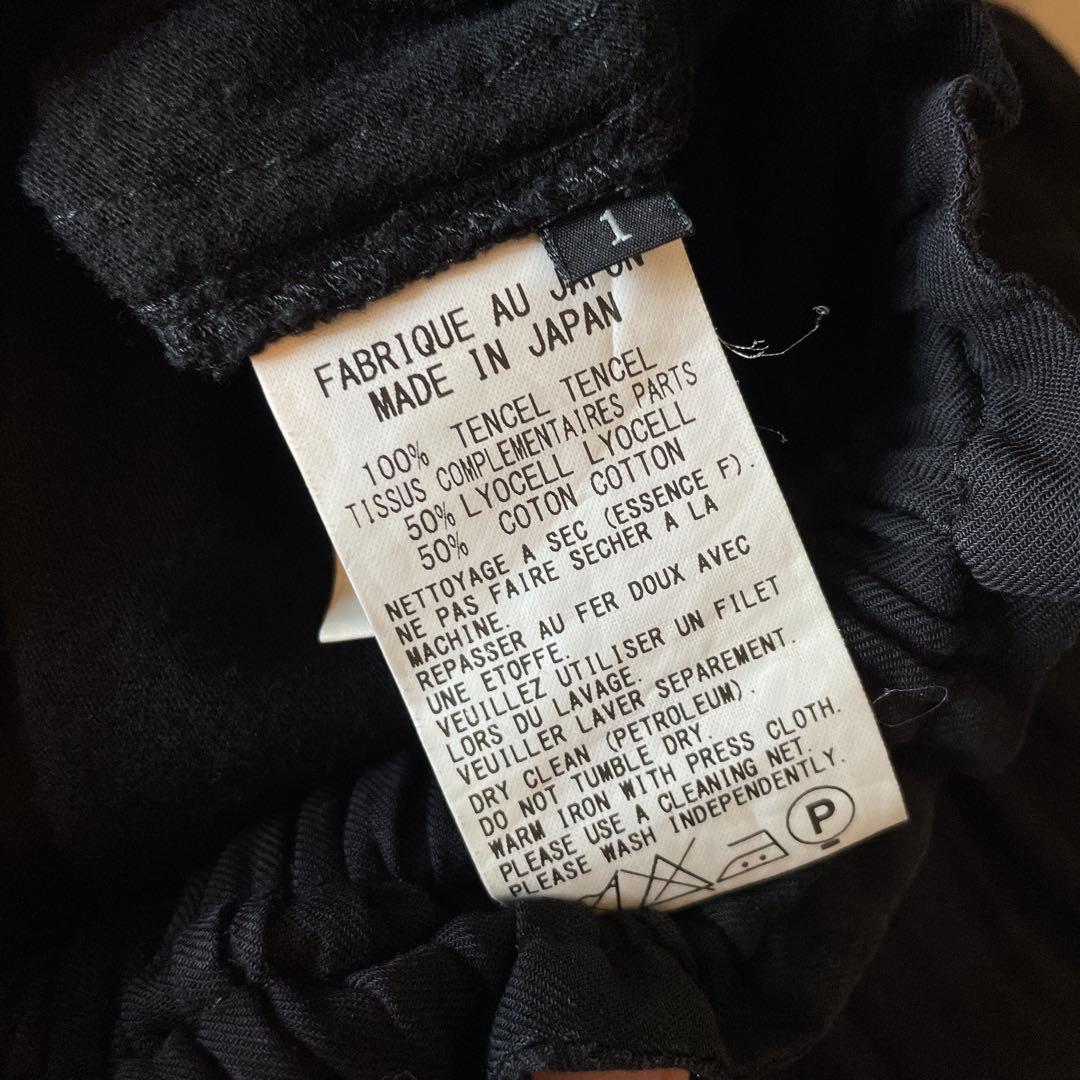 1
FABRIQUE AU JAPON
MADE IN JAPAN
100% TENCEL TENCEL
TISSUS COMPLEMENTAIRES PARTS
50% LYOCELL LYOCELL
50% COTON COTTON
NETTOYAGE A SEC (ESSENCE F).
NE PAS FAIRE SECHER A LA
MACHINE.
REPASSER AU FER DOUX AVEC
UNE ETOFFE.
VEUILLEZ UTILISER UN FILET
LORS DU LAVAGE.
VEUILLER LAVER SEPAREMENT.
DRY CLEAN (PETROLEUM).
DO NOT TUMBLE DRY.
WARM IRON WITH PRESS CLOTH.
PLEASE USE A CLEANING NET.
PLEASE WASH INDEPENDENTLY.
P